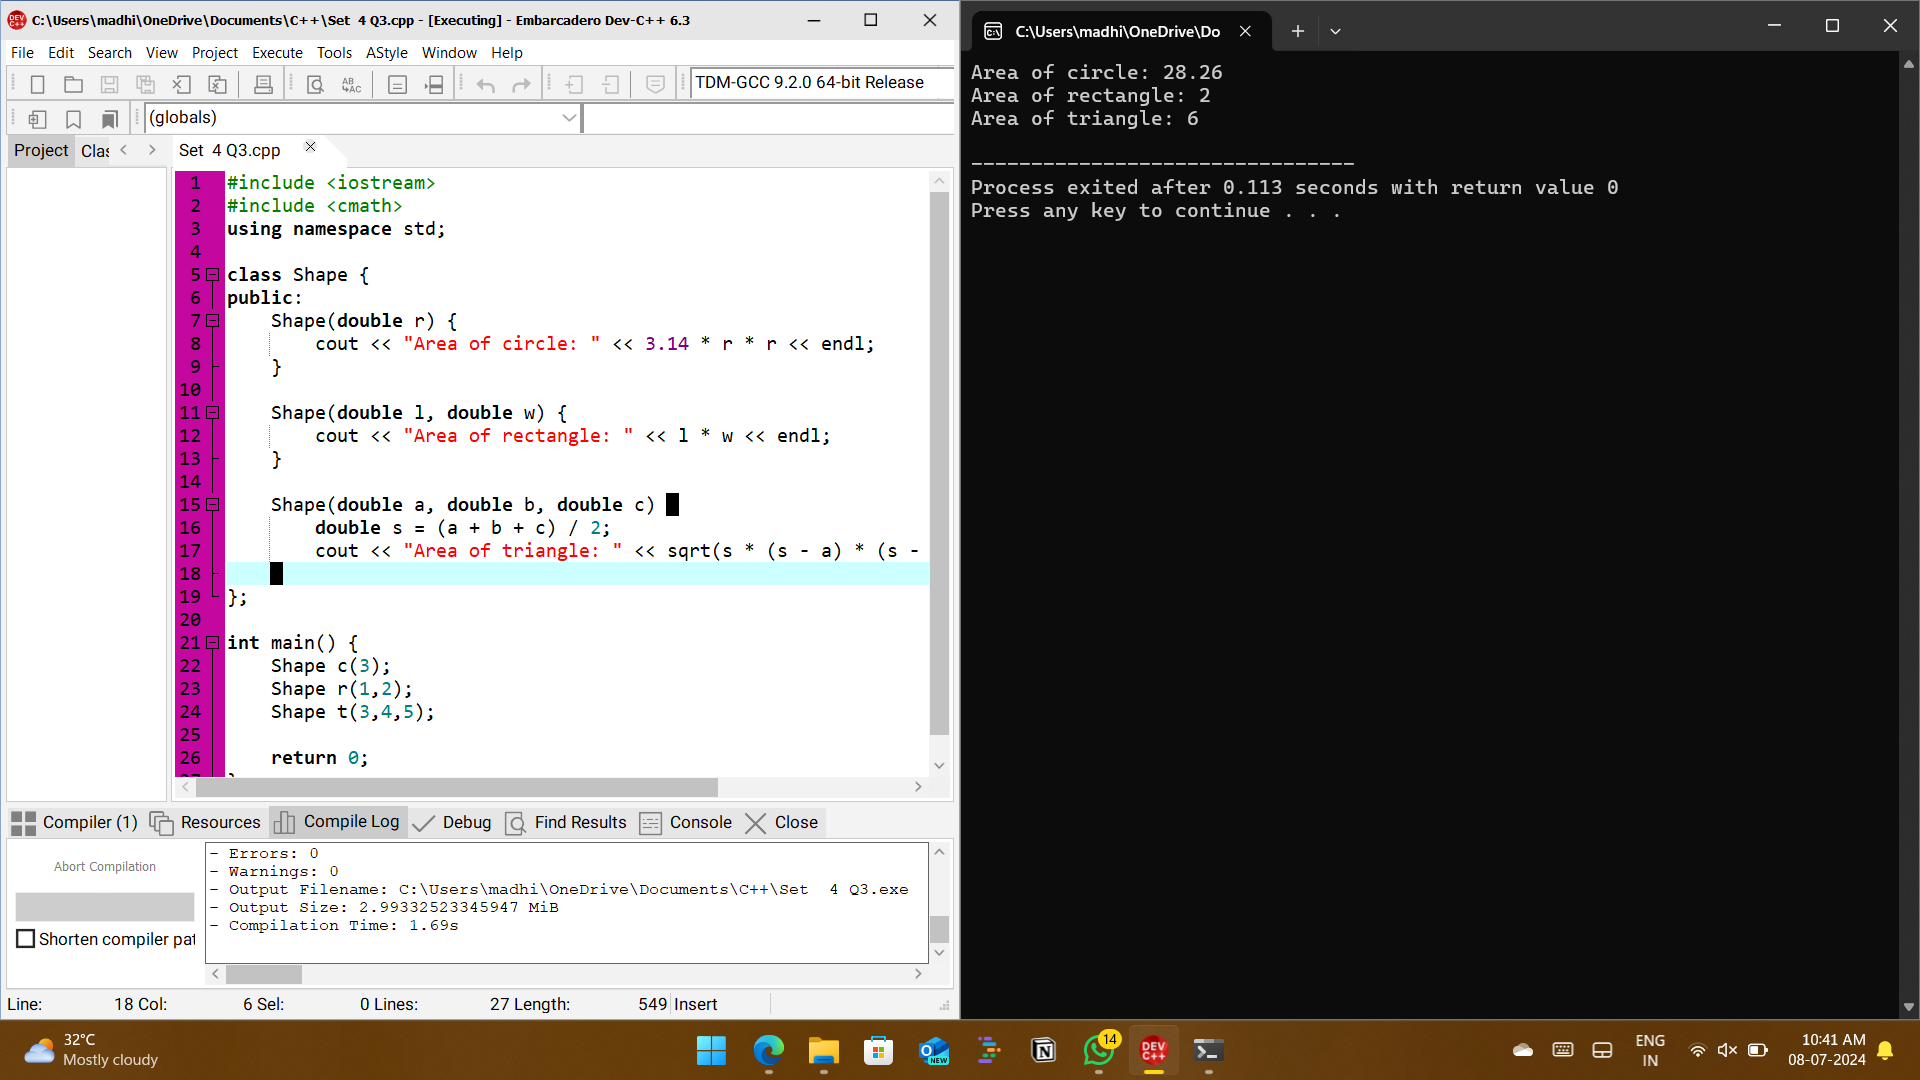 C:\Users\madhi\OneDrive\Documents\C++\Set  4 Q3.cpp - [Executing] - Embarcadero Dev-C++ 6.3
File Edit Search View Project Execute Tools AStyle Window Help
TDM-GCC 9.2.0 64-bit Release
(globals)
Project Clas
Set  4 Q3.cpp
1 #include <iostream>
2 #include <cmath>
3 using namespace std;
4
5 class Shape {
6 public:
7     Shape(double r) {
8         cout << "Area of circle: " << 3.14 * r * r << endl;
9     }
10
11     Shape(double l, double w) {
12         cout << "Area of rectangle: " << l * w << endl;
13     }
14
15     Shape(double a, double b, double c)
16         double s = (a + b + c) / 2;
17         cout << "Area of triangle: " << sqrt(s * (s - a) * (s -
18
19 };
20
21 int main() {
22     Shape c(3);
23     Shape r(1,2);
24     Shape t(3,4,5);
25
26     return 0;
Compiler (1) Resources Compile Log Debug Find Results Console Close
Abort Compilation
Shorten compiler pat
- Errors: 0
- Warnings: 0
- Output Filename: C:\Users\madhi\OneDrive\Documents\C++\Set  4 Q3.exe
- Output Size: 2.99332523345947 MiB
- Compilation Time: 1.69s
Line: 18 Col: 6 Sel: 0 Lines: 27 Length: 549 Insert
C:\Users\madhi\OneDrive\Do
Area of circle: 28.26
Area of rectangle: 2
Area of triangle: 6
--------------------------------
Process exited after 0.113 seconds with return value 0
Press any key to continue . . .
32°C
Mostly cloudy
NEW
14
DEV
C++
ENG
IN
10:41 AM
08-07-2024